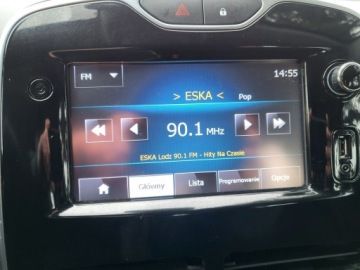 FM
14:55
> ESKA <
Pop
90.1 MHz
ESKA Lodz 90.1 FM - Hity Na Czasie
Główny
Lista
Programowanie
Opcje